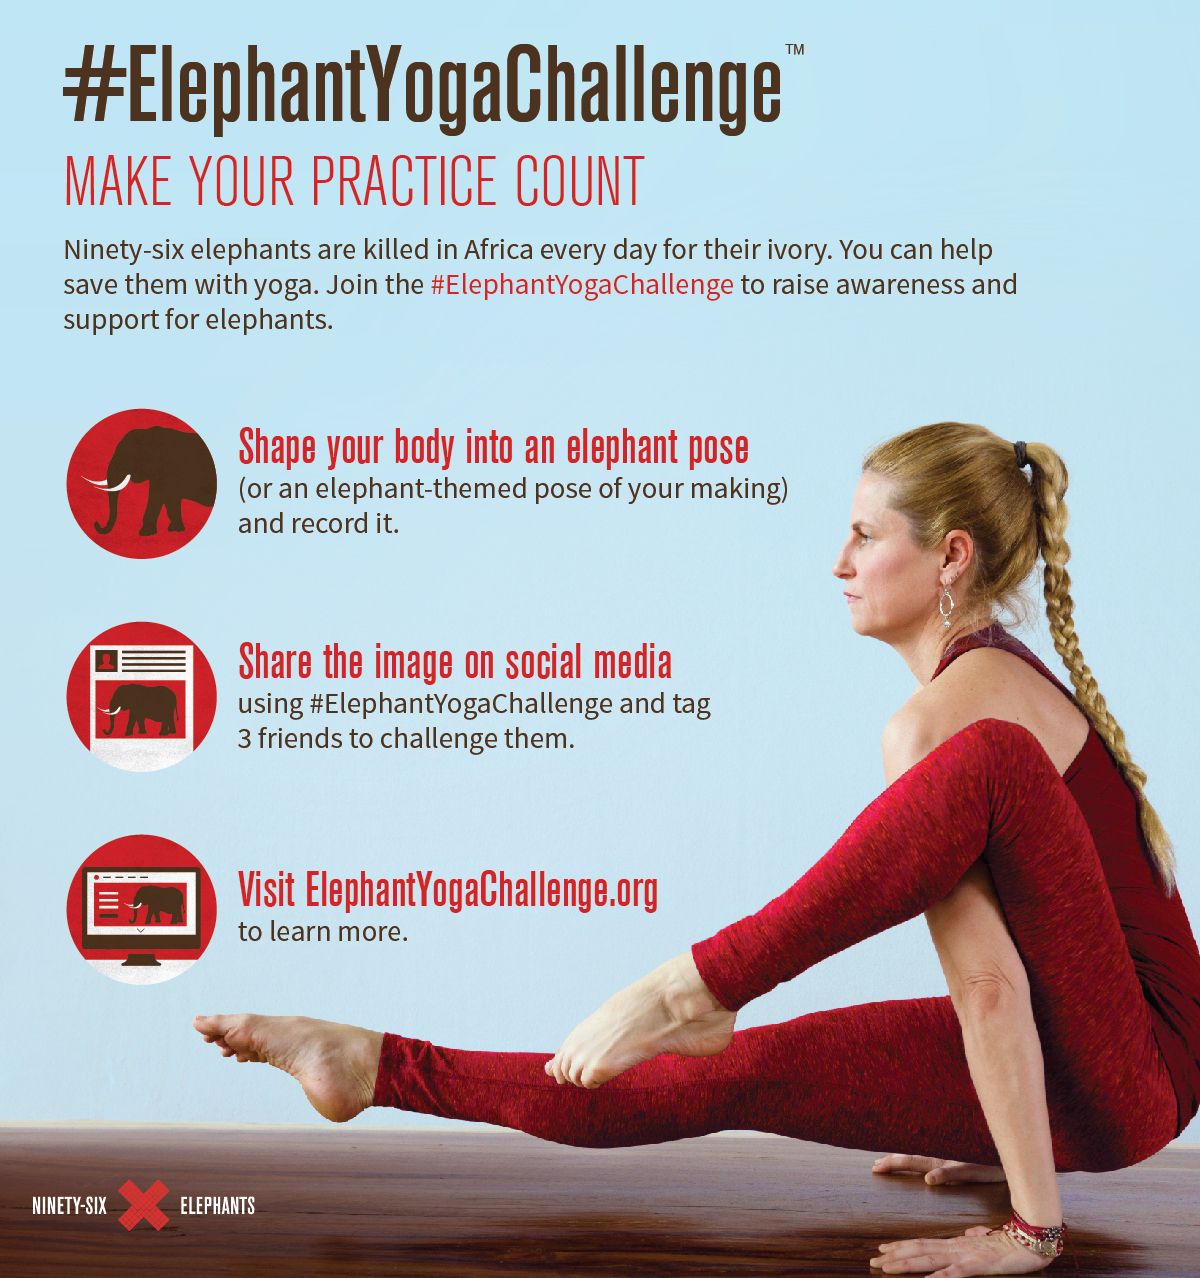 #ElephantYogaChallenge™
MAKE YOUR PRACTICE COUNT
Ninety-six elephants are killed in Africa every day for their ivory. You can help
save them with yoga. Join the #ElephantYogaChallenge to raise awareness and
support for elephants.
Shape your body into an elephant pose
(or an elephant-themed pose of your making)
and record it.
Share the image on social media
using #ElephantYogaChallenge and tag
3 friends to challenge them.
Visit ElephantYogaChallenge.org
to learn more.
NINETY-SIX ELEPHANTS